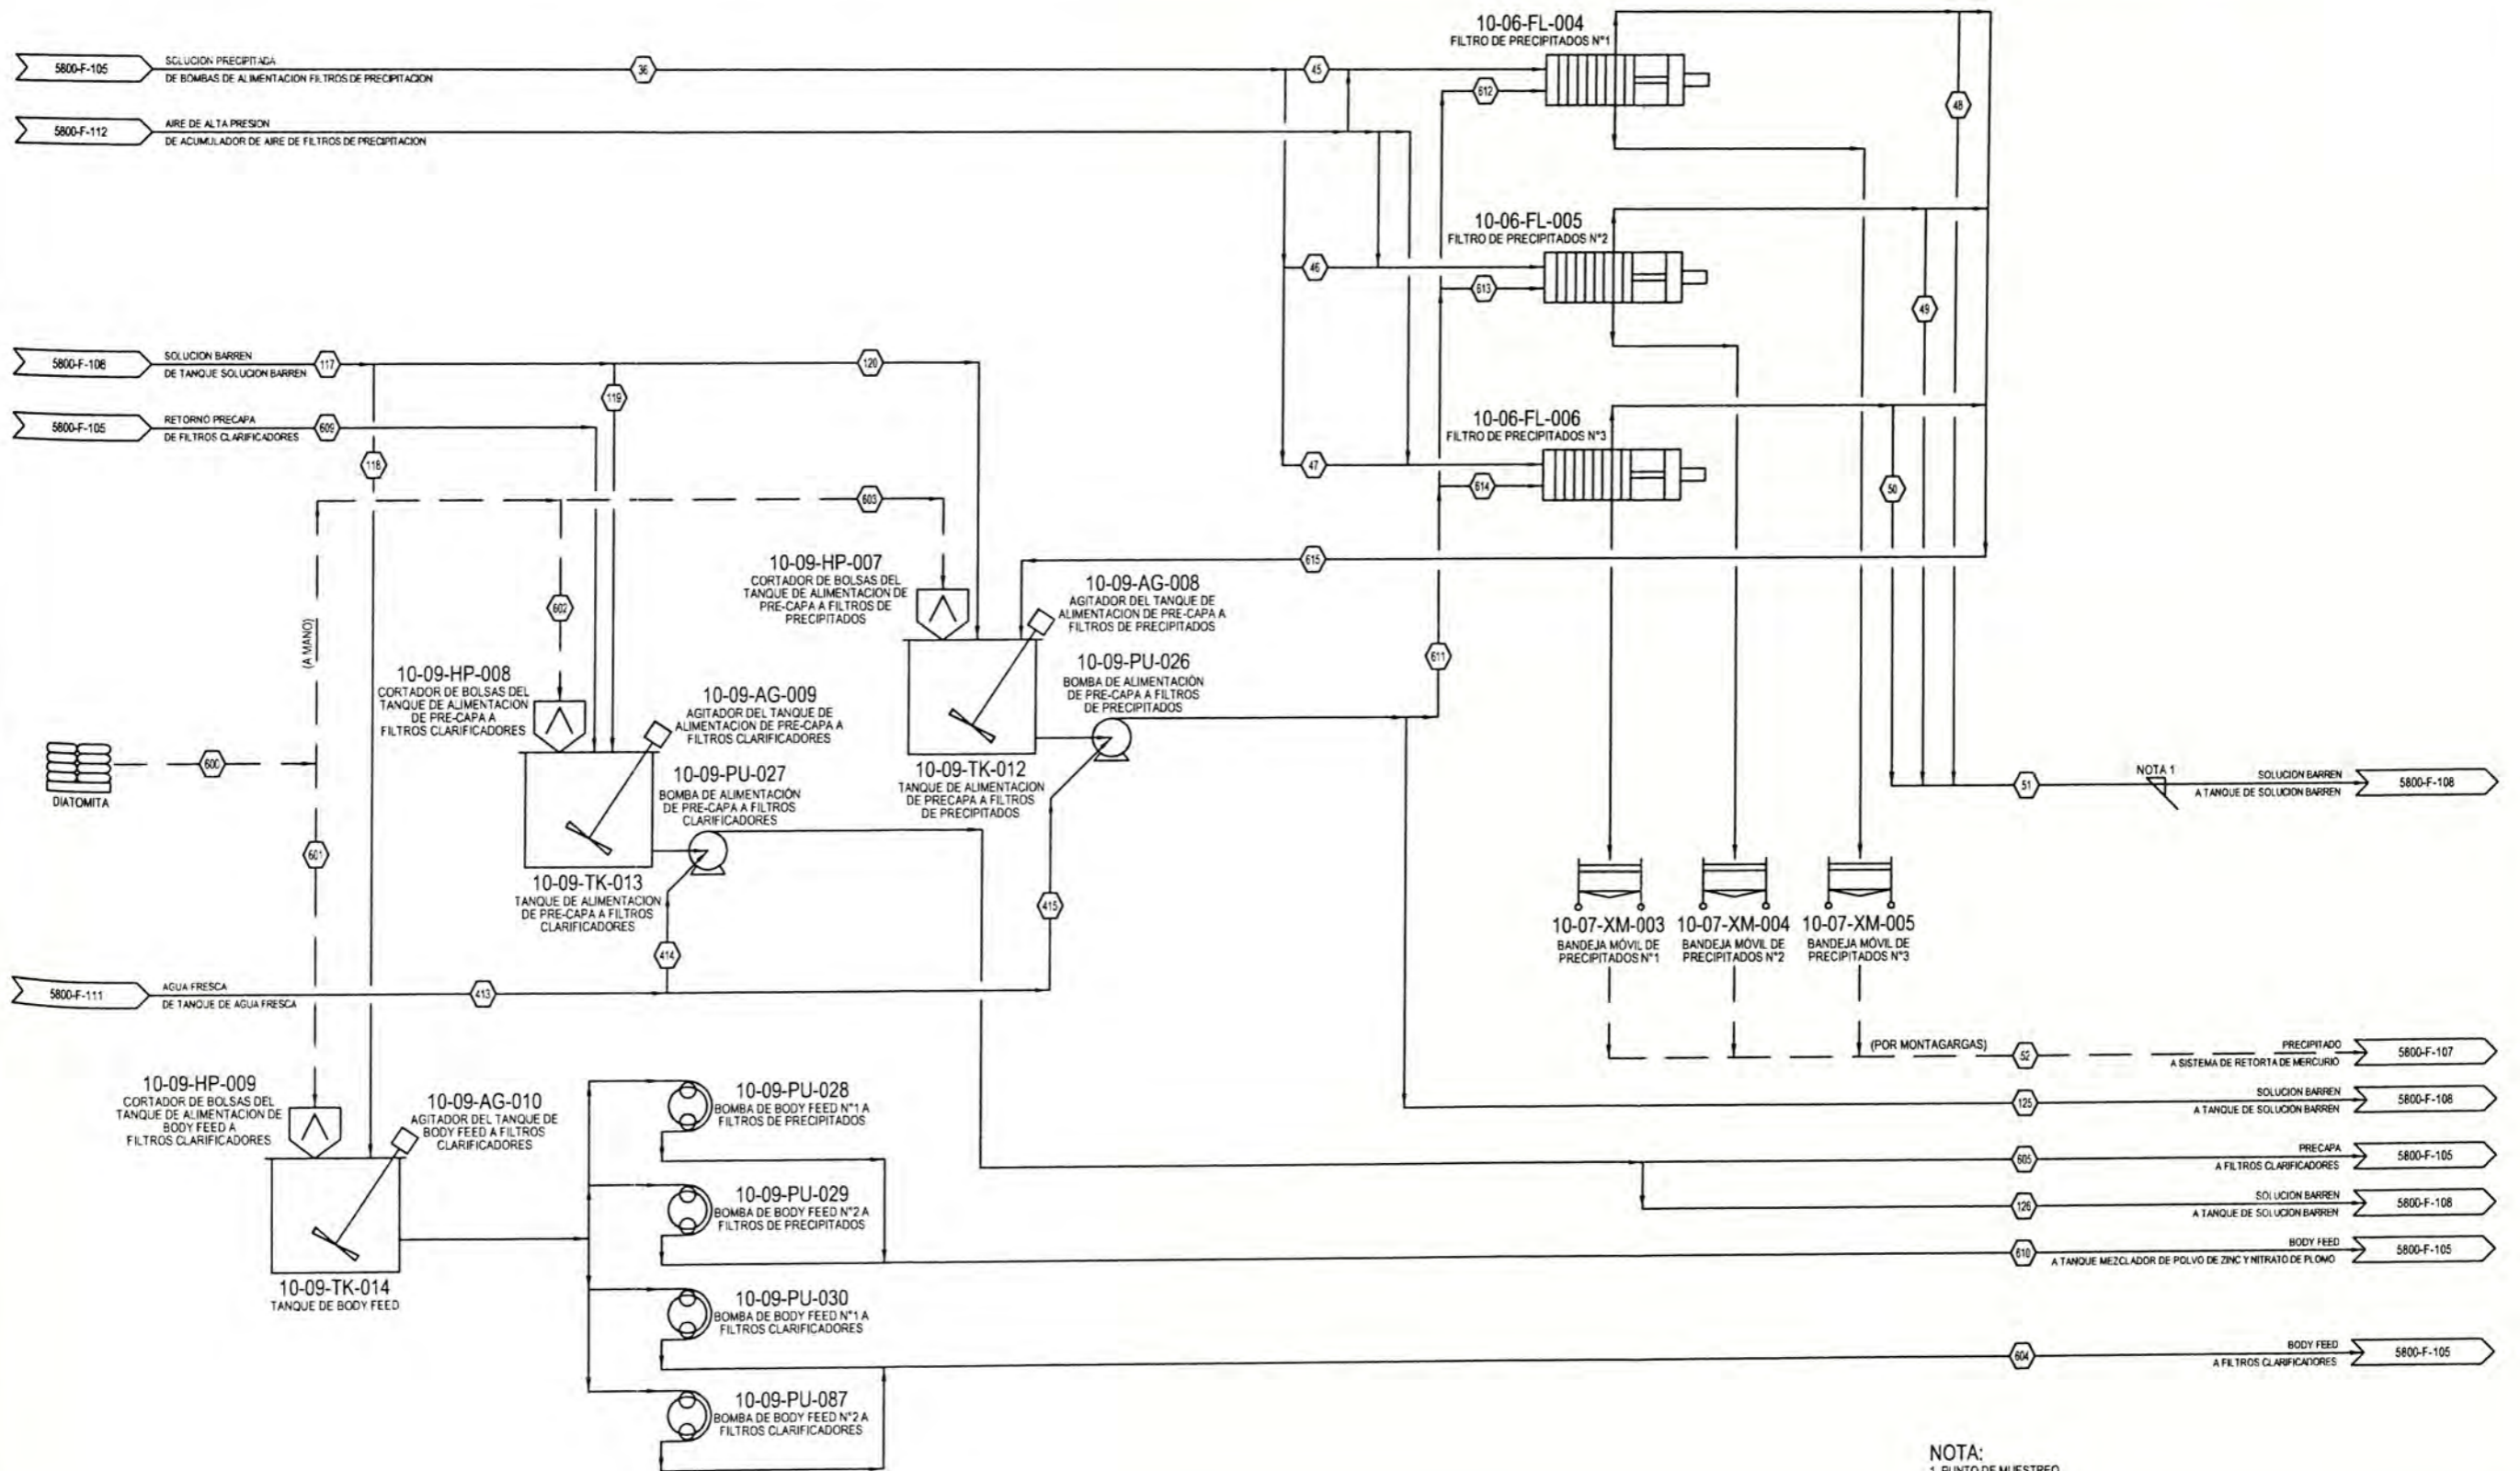 10-06-FL-004
FILTRO DE PRECIPITADOS N°1
5800-F-105
SOLUCION PRECIPITADA
DE BOMBAS DE ALIMENTACION FILTROS DE PRECIPITACION
36
45
612
48
5800-F-112
AIRE DE ALTA PRESION
DE ACUMULADOR DE AIRE DE FILTROS DE PRECIPITACION
10-06-FL-005
FILTRO DE PRECIPITADOS N°2
46
613
49
5800-F-108
SOLUCION BARREN
DE TANQUE SOLUCION BARREN
117
120
119
5800-F-105
RETORNO PRECAPA
DE FILTROS CLARIFICADORES
609
118
10-06-FL-006
FILTRO DE PRECIPITADOS N°3
47
614
50
603
602
615
10-09-HP-007
CORTADOR DE BOLSAS DEL
TANQUE DE ALIMENTACION DE
PRE-CAPA A FILTROS DE
PRECIPITADOS
10-09-AG-008
AGITADOR DEL TANQUE DE
ALIMENTACION DE PRE-CAPA A
FILTROS DE PRECIPITADOS
(A MANO)
10-09-HP-008
CORTADOR DE BOLSAS DEL
TANQUE DE ALIMENTACION
DE PRE-CAPA A
FILTROS CLARIFICADORES
10-09-AG-009
AGITADOR DEL TANQUE DE
ALIMENTACION DE PRE-CAPA A
FILTROS CLARIFICADORES
10-09-PU-026
BOMBA DE ALIMENTACIÓN
DE PRE-CAPA A FILTROS
DE PRECIPITADOS
611
600
DIATOMITA
10-09-PU-027
BOMBA DE ALIMENTACIÓN
DE PRE-CAPA A FILTROS
CLARIFICADORES
10-09-TK-012
TANQUE DE ALIMENTACION
DE PRECAPA A FILTROS
DE PRECIPITADOS
51
NOTA 1
SOLUCION BARREN
A TANQUE DE SOLUCION BARREN
5800-F-108
601
10-09-TK-013
TANQUE DE ALIMENTACION
DE PRE-CAPA A FILTROS
CLARIFICADORES
414
415
10-07-XM-003
BANDEJA MÓVIL DE
PRECIPITADOS N°1
10-07-XM-004
BANDEJA MÓVIL DE
PRECIPITADOS N°2
10-07-XM-005
BANDEJA MÓVIL DE
PRECIPITADOS N°3
5800-F-111
AGUA FRESCA
DE TANQUE DE AGUA FRESCA
413
(POR MONTAGARGAS)
52
PRECIPITADO
A SISTEMA DE RETORTA DE MERCURIO
5800-F-107
10-09-HP-009
CORTADOR DE BOLSAS DEL
TANQUE DE ALIMENTACION DE
BODY FEED A
FILTROS CLARIFICADORES
10-09-AG-010
AGITADOR DEL TANQUE DE
BODY FEED A FILTROS
CLARIFICADORES
10-09-PU-028
BOMBA DE BODY FEED N°1 A
FILTROS DE PRECIPITADOS
125
SOLUCION BARREN
A TANQUE DE SOLUCION BARREN
5800-F-108
605
PRECAPA
A FILTROS CLARIFICADORES
5800-F-105
10-09-PU-029
BOMBA DE BODY FEED N°2 A
FILTROS DE PRECIPITADOS
126
SOLUCION BARREN
A TANQUE DE SOLUCION BARREN
5800-F-108
610
BODY FEED
A TANQUE MEZCLADOR DE POLVO DE ZINC Y NITRATO DE PLOMO
5800-F-105
10-09-TK-014
TANQUE DE BODY FEED
10-09-PU-030
BOMBA DE BODY FEED N°1 A
FILTROS CLARIFICADORES
604
BODY FEED
A FILTROS CLARIFICADORES
5800-F-105
10-09-PU-087
BOMBA DE BODY FEED N°2 A
FILTROS CLARIFICADORES
NOTA:
1. PUNTO DE MUESTREO